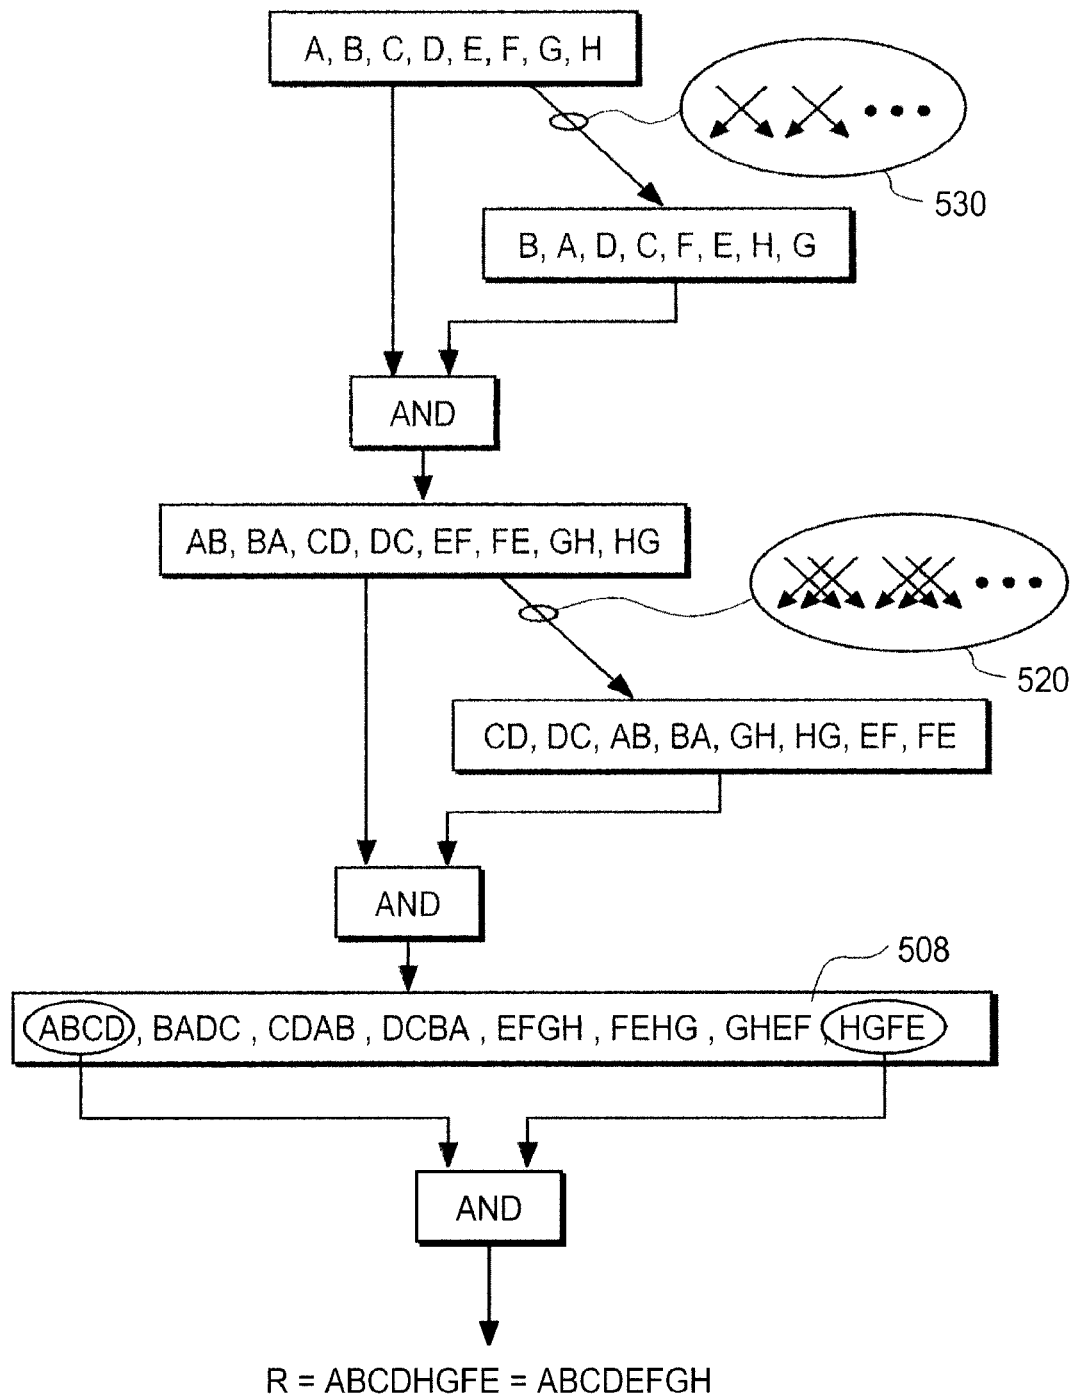 A, B, C, D, E, F, G, H
530
B, A, D, C, F, E, H, G
AND
AB, BA, CD, DC, EF, FE, GH, HG
520
CD, DC, AB, BA, GH, HG, EF, FE
AND
508
ABCD, BADC , CDAB , DCBA , EFGH , FEHG , GHEF , HGFE
AND
R = ABCDHGFE = ABCDEFGH